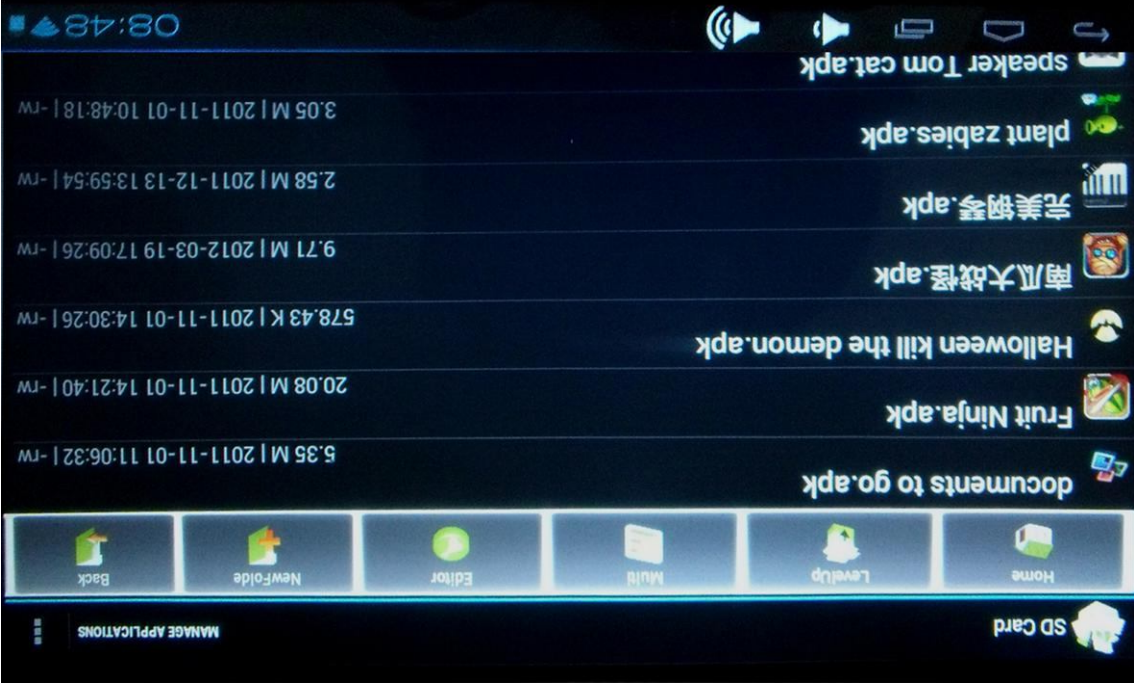 SD Card
MANAGE APPLICATIONS
Home LevelUp Multi Editor NewFolde Back
documents to go.apk
5.35 M | 2011-11-01 11:06:32 | -rw
Fruit Ninja.apk
20.08 M | 2011-11-01 14:21:40 | -rw
Halloween kill the demon.apk
578.43 K | 2011-11-01 14:30:26 | -rw
南瓜大战怪.apk
9.71 M | 2012-03-19 17:09:26 | -rw
完美钢琴.apk
2.58 M | 2011-12-13 13:59:54 | -rw
plant zabies.apk
3.05 M | 2011-11-01 10:48:18 | -rw
speaker Tom cat.apk
08:48